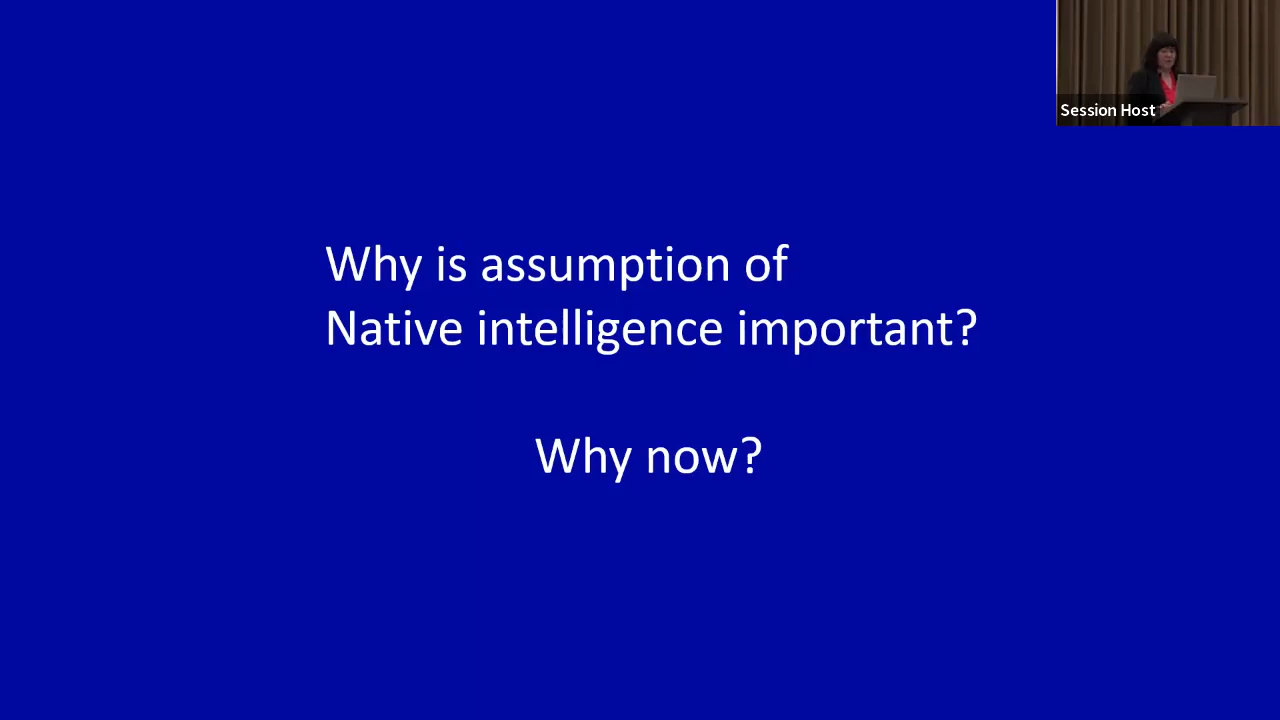 Session Host
Why is assumption of
Native intelligence important?
Why now?